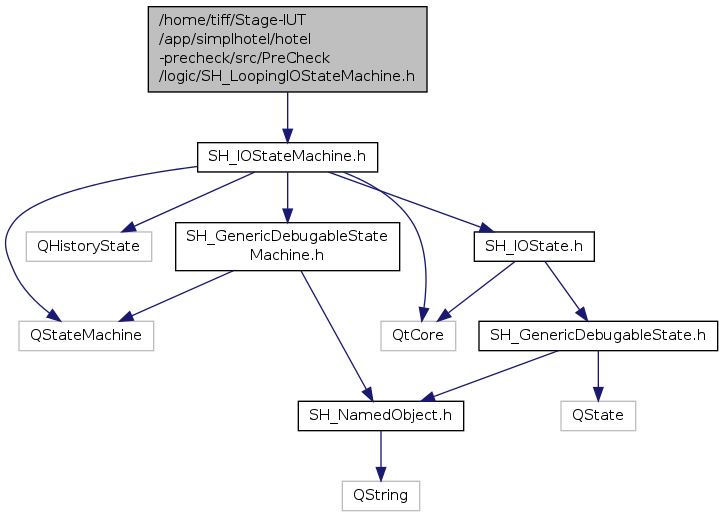 /home/tiff/Stage-IUT
/app/simplhotel/hotel
-precheck/src/PreCheck
/logic/SH_LoopingIOStateMachine.h
SH_IOStateMachine.h
QHistoryState
SH_GenericDebugableState
Machine.h
SH_IOState.h
QStateMachine
QtCore
SH_GenericDebugableState.h
SH_NamedObject.h
QState
QString